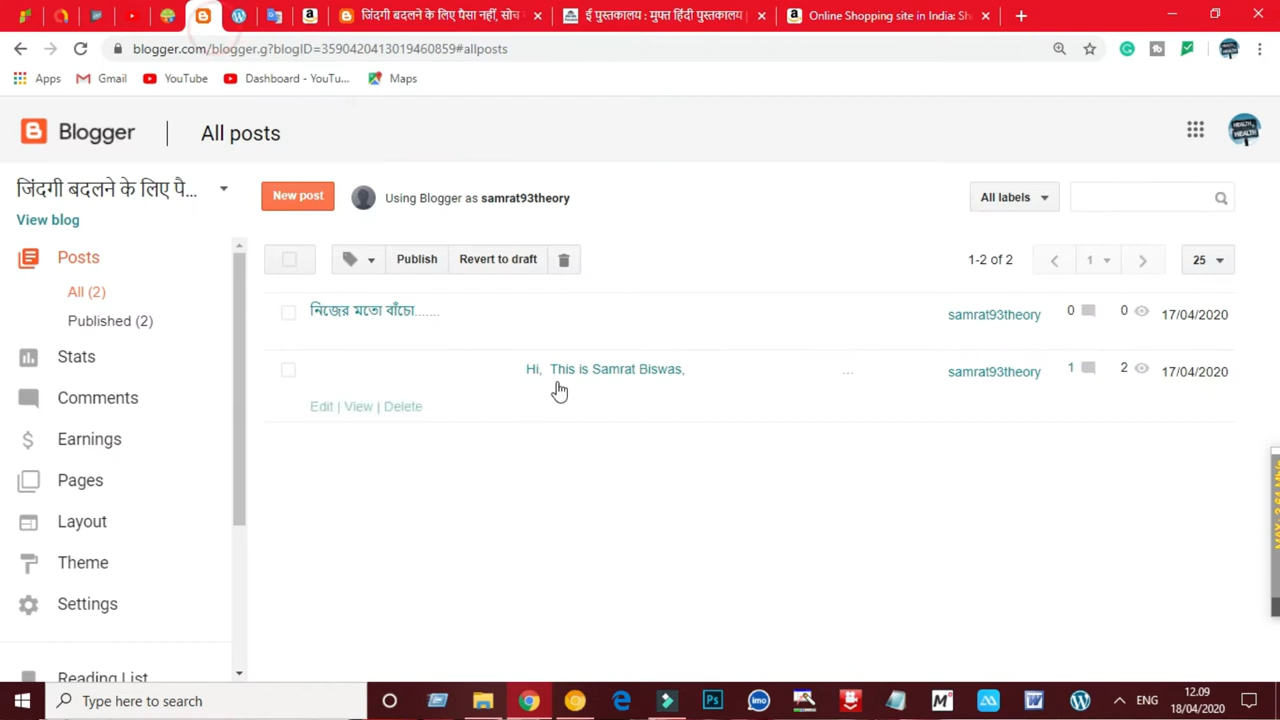 जिंदगी बदलने के लिए पैसा नहीं, सोच
ई पुस्तकालय : मुफ्त हिंदी पुस्तकालय |
Online Shopping site in India: Sh
blogger.com/blogger.g?blogID=3590420413019460859#allposts
Apps
Gmail
YouTube
Dashboard - YouTu...
Maps
Blogger
All posts
जिंदगी बदलने के लिए पै...
New post
Using Blogger as samrat93theory
All labels
View blog
Posts
Publish
Revert to draft
1-2 of 2
1
25
All (2)
Published (2)
নিজের মতো বাঁচো.......
samrat93theory
0
0
17/04/2020
Stats
Hi, This is Samrat Biswas,
...
samrat93theory
1
2
17/04/2020
Comments
Edit | View | Delete
Earnings
Pages
Layout
Theme
Settings
Reading List
Type here to search
Ps
imo
ENG
12.09
18/04/2020